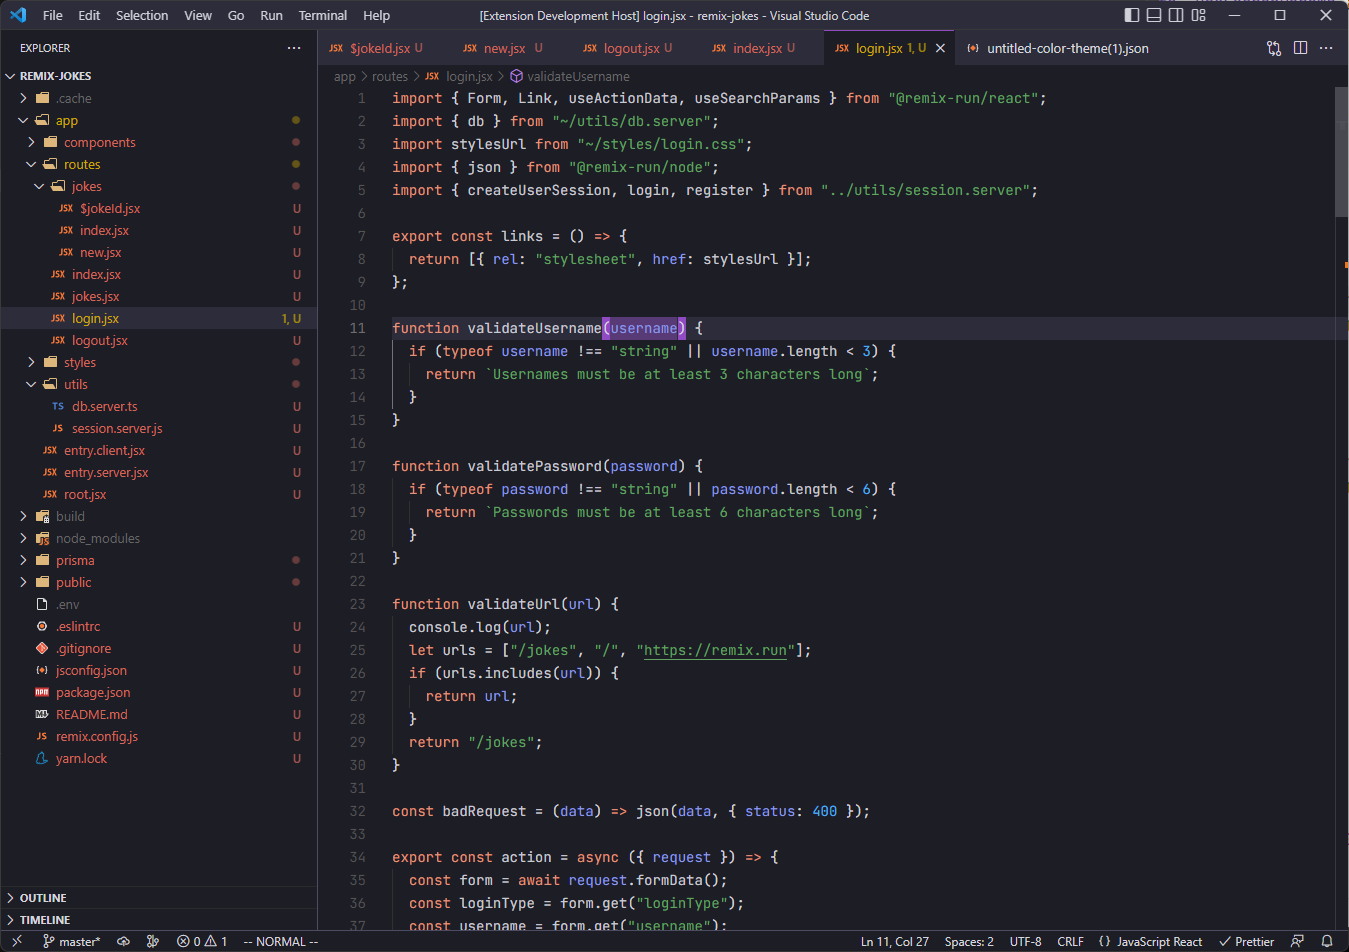 File Edit Selection View Go Run Terminal Help [Extension Development Host] login.jsx - remix-jokes - Visual Studio Code
EXPLORER
JSX $jokeId.jsx U JSX new.jsx U JSX logout.jsx U JSX index.jsx U JSX login.jsx 1, U untitled-color-theme(1).json
REMIX-JOKES
.cache
app
components
routes
jokes
JSX $jokeId.jsx U
JSX index.jsx U
JSX new.jsx U
JSX index.jsx U
JSX jokes.jsx U
JSX login.jsx 1, U
JSX logout.jsx U
styles
utils
TS db.server.ts U
JS session.server.js U
JSX entry.client.jsx U
JSX entry.server.jsx U
JSX root.jsx U
build
node_modules
prisma
public
.env
.eslintrc U
.gitignore U
jsconfig.json U
package.json U
README.md U
JS remix.config.js U
yarn.lock U
OUTLINE
TIMELINE
app > routes > JSX login.jsx > validateUsername
1 import { Form, Link, useActionData, useSearchParams } from "@remix-run/react";
2 import { db } from "~/utils/db.server";
3 import stylesUrl from "~/styles/login.css";
4 import { json } from "@remix-run/node";
5 import { createUserSession, login, register } from "../utils/session.server";
6
7 export const links = () => {
8 return [{ rel: "stylesheet", href: stylesUrl }];
9 };
10
11 function validateUsername(username) {
12 if (typeof username !== "string" || username.length < 3) {
13 return `Usernames must be at least 3 characters long`;
14 }
15 }
16
17 function validatePassword(password) {
18 if (typeof password !== "string" || password.length < 6) {
19 return `Passwords must be at least 6 characters long`;
20 }
21 }
22
23 function validateUrl(url) {
24 console.log(url);
25 let urls = ["/jokes", "/", "https://remix.run"];
26 if (urls.includes(url)) {
27 return url;
28 }
29 return "/jokes";
30 }
31
32 const badRequest = (data) => json(data, { status: 400 });
33
34 export const action = async ({ request }) => {
35 const form = await request.formData();
36 const loginType = form.get("loginType");
37 const username = form.get("username");
master* 0 1 -- NORMAL -- Ln 11, Col 27 Spaces: 2 UTF-8 CRLF {} JavaScript React Prettier